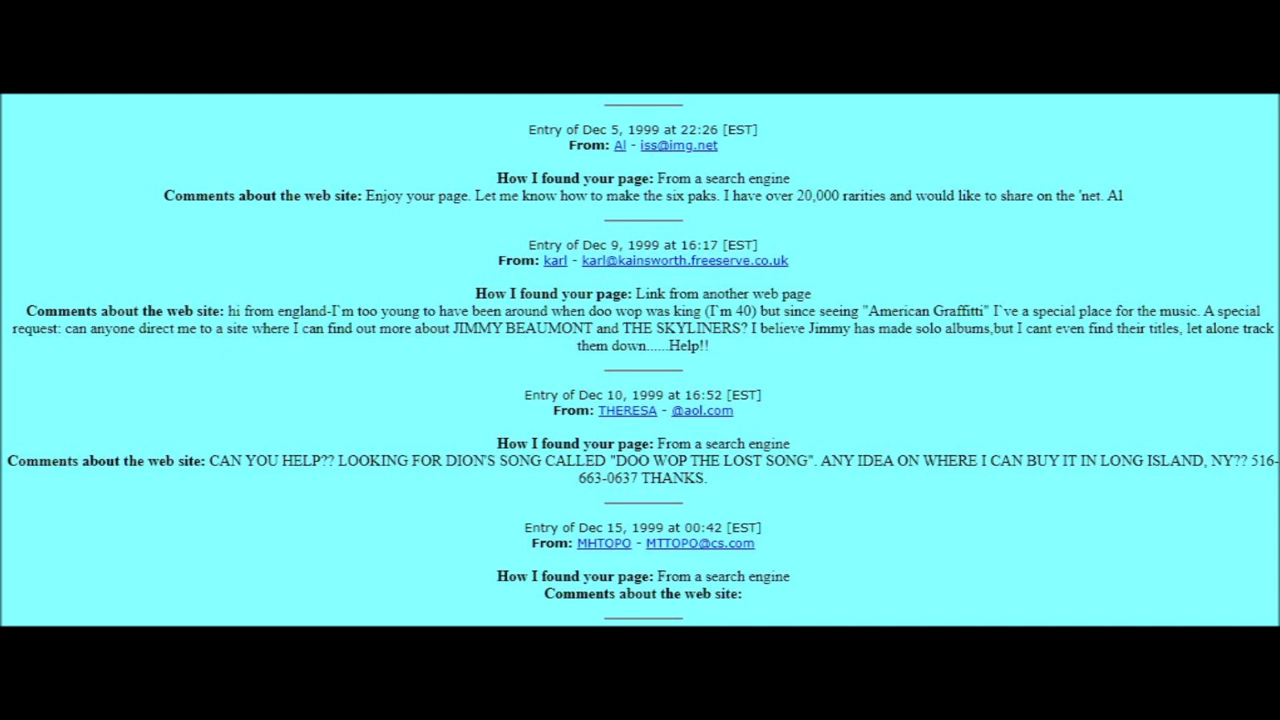 Entry of Dec 5, 1999 at 22:26 [EST]
From: Al - iss@img.net
How I found your page: From a search engine
Comments about the web site: Enjoy your page. Let me know how to make the six paks. I have over 20,000 rarities and would like to share on the 'net. Al
Entry of Dec 9, 1999 at 16:17 [EST]
From: karl - karl@kainsworth.freeserve.co.uk
How I found your page: Link from another web page
Comments about the web site: hi from england-I`m too young to have been around when doo wop was king (I`m 40) but since seeing "American Graffitti" I`ve a special place for the music. A special
request: can anyone direct me to a site where I can find out more about JIMMY BEAUMONT and THE SKYLINERS? I believe Jimmy has made solo albums,but I cant even find their titles, let alone track
them down......Help!!
Entry of Dec 10, 1999 at 16:52 [EST]
From: THERESA - @aol.com
How I found your page: From a search engine
Comments about the web site: CAN YOU HELP?? LOOKING FOR DION'S SONG CALLED "DOO WOP THE LOST SONG". ANY IDEA ON WHERE I CAN BUY IT IN LONG ISLAND, NY?? 516-
663-0637 THANKS.
Entry of Dec 15, 1999 at 00:42 [EST]
From: MHTOPO - MTTOPO@cs.com
How I found your page: From a search engine
Comments about the web site: